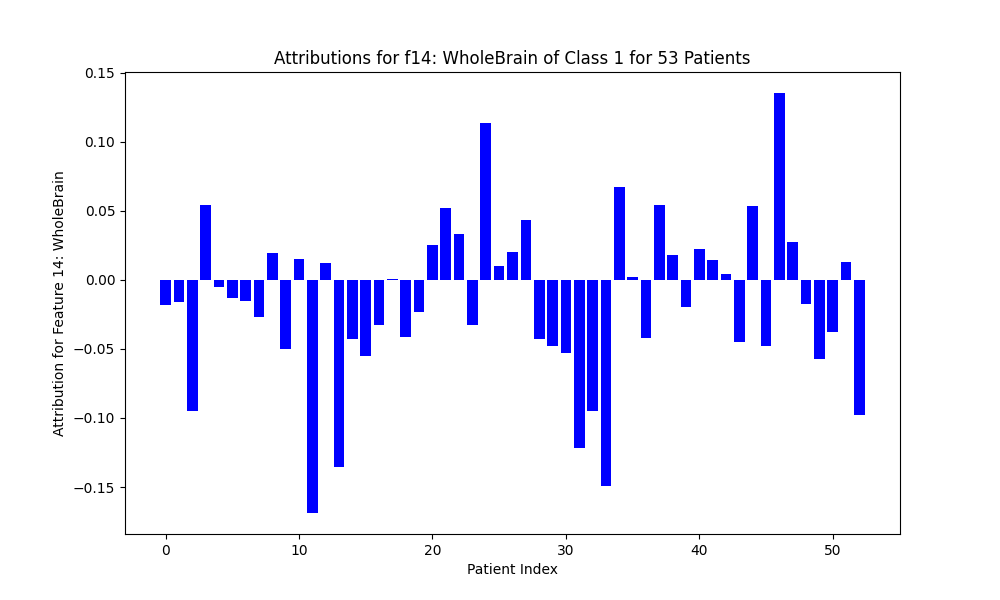 Attributions for f14: WholeBrain of Class 1 for 53 Patients
0.15
0.10
0.05
0.00
−0.05
−0.10
−0.15
Attribution for Feature 14: WholeBrain
0 10 20 30 40 50
Patient Index